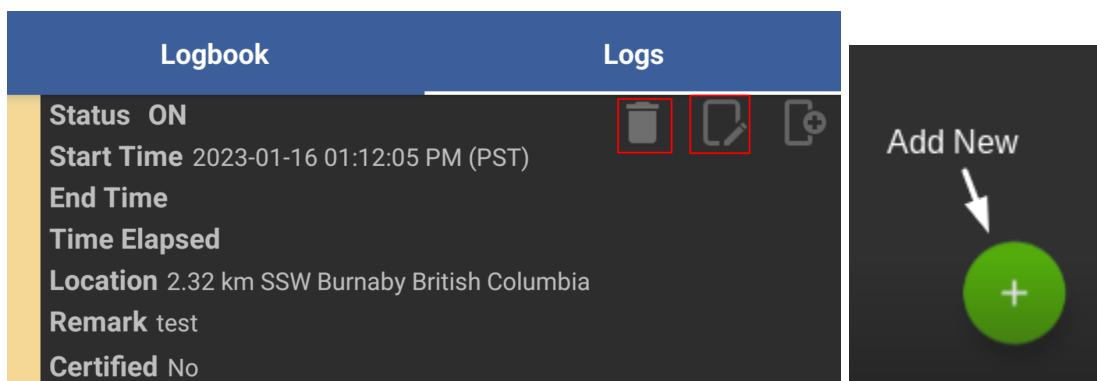 Logbook Logs
Status ON
Start Time 2023-01-16 01:12:05 PM (PST)
End Time
Time Elapsed
Location 2.32 km SSW Burnaby British Columbia
Remark test
Certified No
Add New